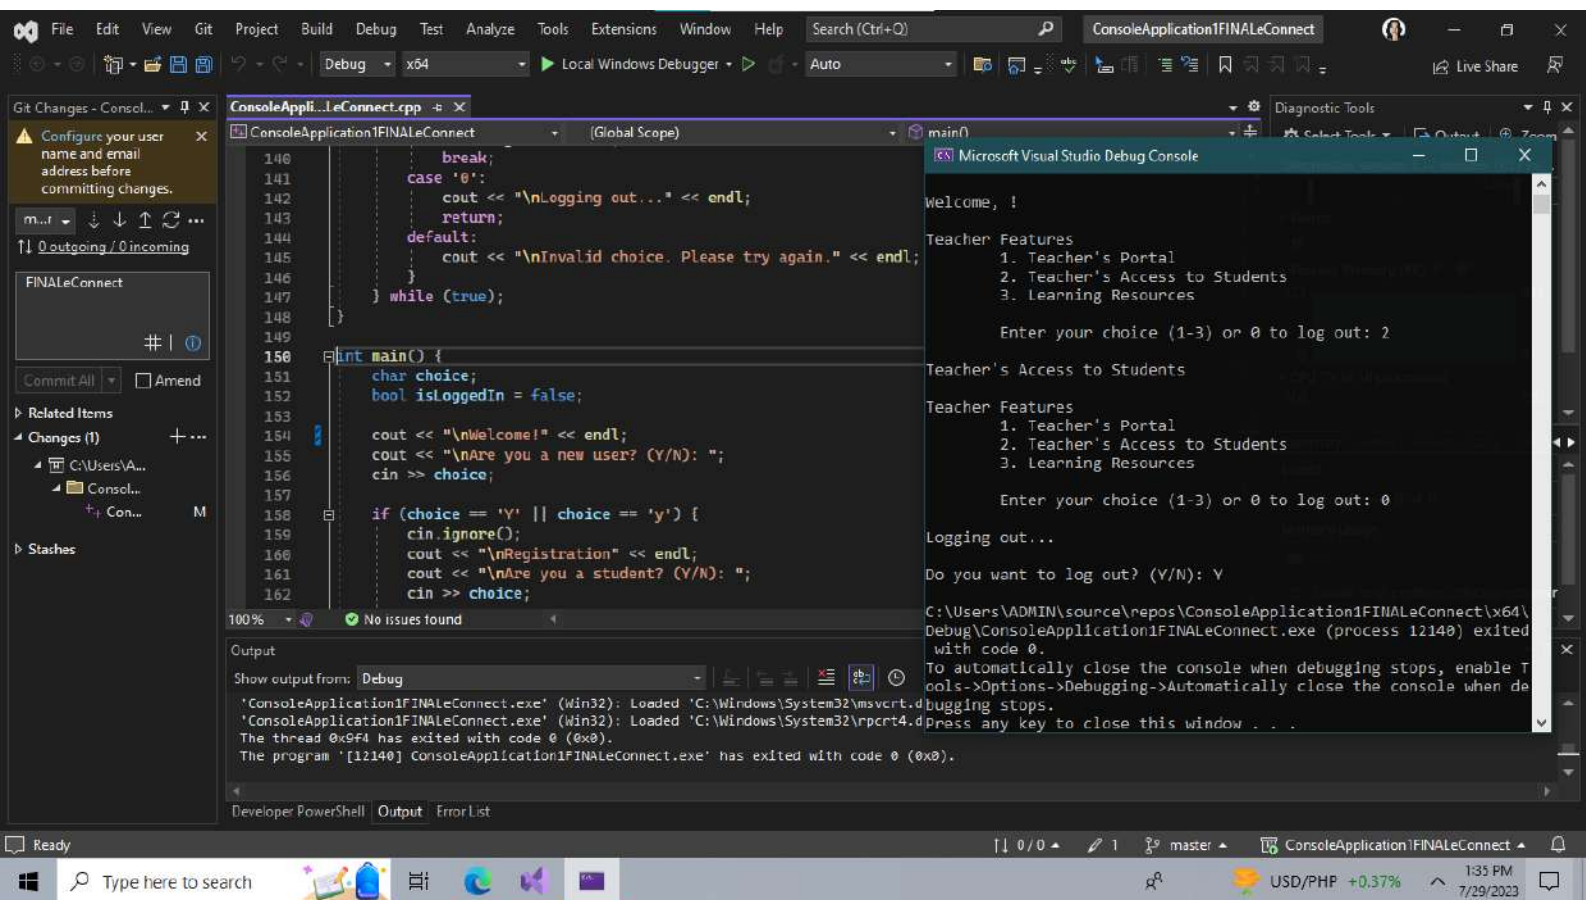 File Edit View Git Project Build Debug Test Analyze Tools Extensions Window Help Search (Ctrl+Q) ConsoleApplication1FINALeConnect
Debug x64 Local Windows Debugger Auto Live Share
Git Changes - Consol...
Configure your user
name and email
address before
committing changes.
m...r
0 outgoing / 0 incoming
FINALeConnect
Commit All Amend
Related Items
Changes (1)
C:\Users\A...
Consol...
Con... M
Stashes
ConsoleAppli...LeConnect.cpp
ConsoleApplication1FINALeConnect (Global Scope) main()
140 break;
141 case '0':
142 cout << "\nLogging out..." << endl;
143 return;
144 default:
145 cout << "\nInvalid choice. Please try again." << endl;
146 }
147 } while (true);
148 }
149
150 int main() {
151 char choice;
152 bool isLoggedIn = false;
153
154 cout << "\nWelcome!" << endl;
155 cout << "\nAre you a new user? (Y/N): ";
156 cin >> choice;
157
158 if (choice == 'Y' || choice == 'y') {
159 cin.ignore();
160 cout << "\nRegistration" << endl;
161 cout << "\nAre you a student? (Y/N): ";
162 cin >> choice;
100% No issues found
Output
Show output from: Debug
'ConsoleApplication1FINALeConnect.exe' (Win32): Loaded 'C:\Windows\System32\msvcrt.d
'ConsoleApplication1FINALeConnect.exe' (Win32): Loaded 'C:\Windows\System32\rpcrt4.d
The thread 0x9f4 has exited with code 0 (0x0).
The program '[12140] ConsoleApplication1FINALeConnect.exe' has exited with code 0 (0x0).
Developer PowerShell Output Error List
Diagnostic Tools
Select Tools Output Zoom
Microsoft Visual Studio Debug Console
Welcome, !
Teacher Features
1. Teacher's Portal
2. Teacher's Access to Students
3. Learning Resources
Enter your choice (1-3) or 0 to log out: 2
Teacher's Access to Students
Teacher Features
1. Teacher's Portal
2. Teacher's Access to Students
3. Learning Resources
Enter your choice (1-3) or 0 to log out: 0
Logging out...
Do you want to log out? (Y/N): Y
C:\Users\ADMIN\source\repos\ConsoleApplication1FINALeConnect\x64\
Debug\ConsoleApplication1FINALeConnect.exe (process 12140) exited
with code 0.
To automatically close the console when debugging stops, enable T
ools->Options->Debugging->Automatically close the console when de
bugging stops.
Press any key to close this window . . .
Ready 0 / 0 1 master ConsoleApplication1FINALeConnect
Type here to search USD/PHP +0.37% 1:35 PM
7/29/2023